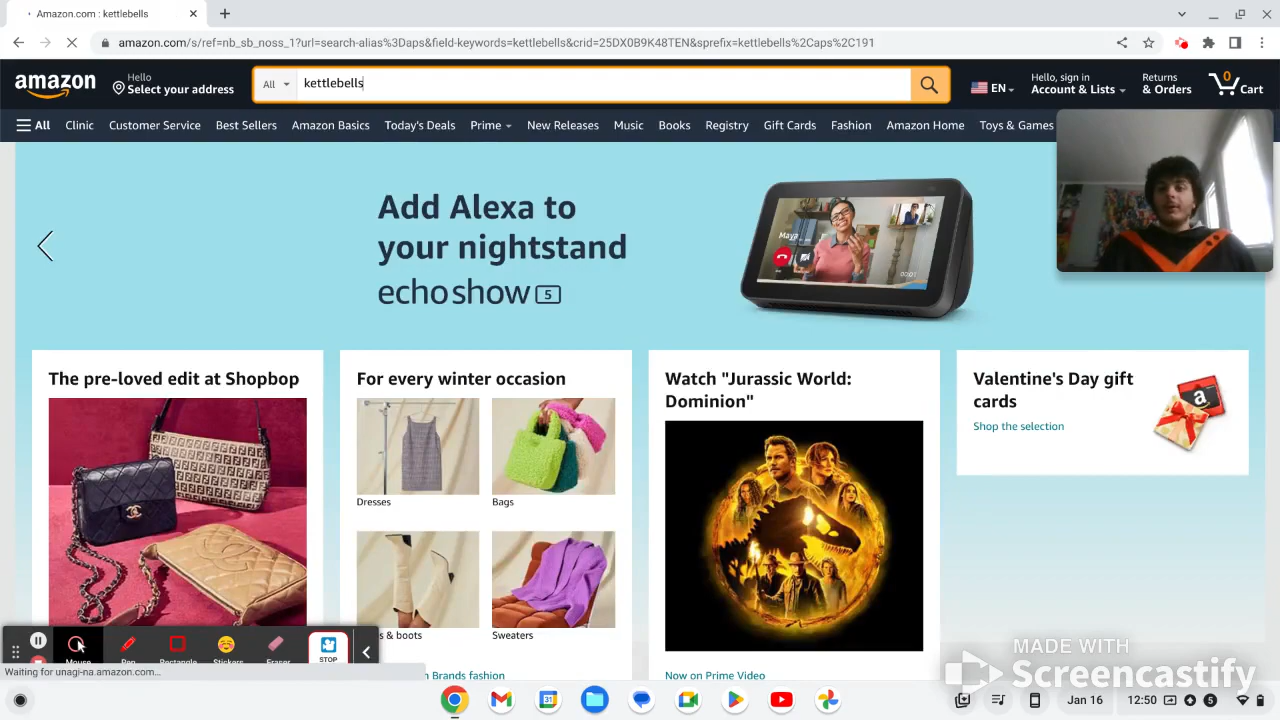 Amazon.com : kettlebells
amazon.com/s/ref=nb_sb_noss_1?url=search-alias%3Daps&field-keywords=kettlebells&crid=25DX0B9K48TEN&sprefix=kettlebells%2Caps%2C191
amazon
Hello
Select your address
All
kettlebells
EN
Hello, sign in
Account & Lists
Returns
& Orders
0
Cart
All
Clinic
Customer Service
Best Sellers
Amazon Basics
Today's Deals
Prime
New Releases
Music
Books
Registry
Gift Cards
Fashion
Amazon Home
Toys & Games
Add Alexa to
your nightstand
echo show 5
Maya
00:01
The pre-loved edit at Shopbop
For every winter occasion
Dresses
Bags
s & boots
Sweaters
n Brands fashion
Watch "Jurassic World:
Dominion"
Now on Prime Video
Valentine's Day gift
cards
Shop the selection
Mouse
Pen
Rectangle
Stickers
Eraser
STOP
Waiting for unagi-na.amazon.com...
MADE WITH
Screencastify
31
Jan 16
12:50
5